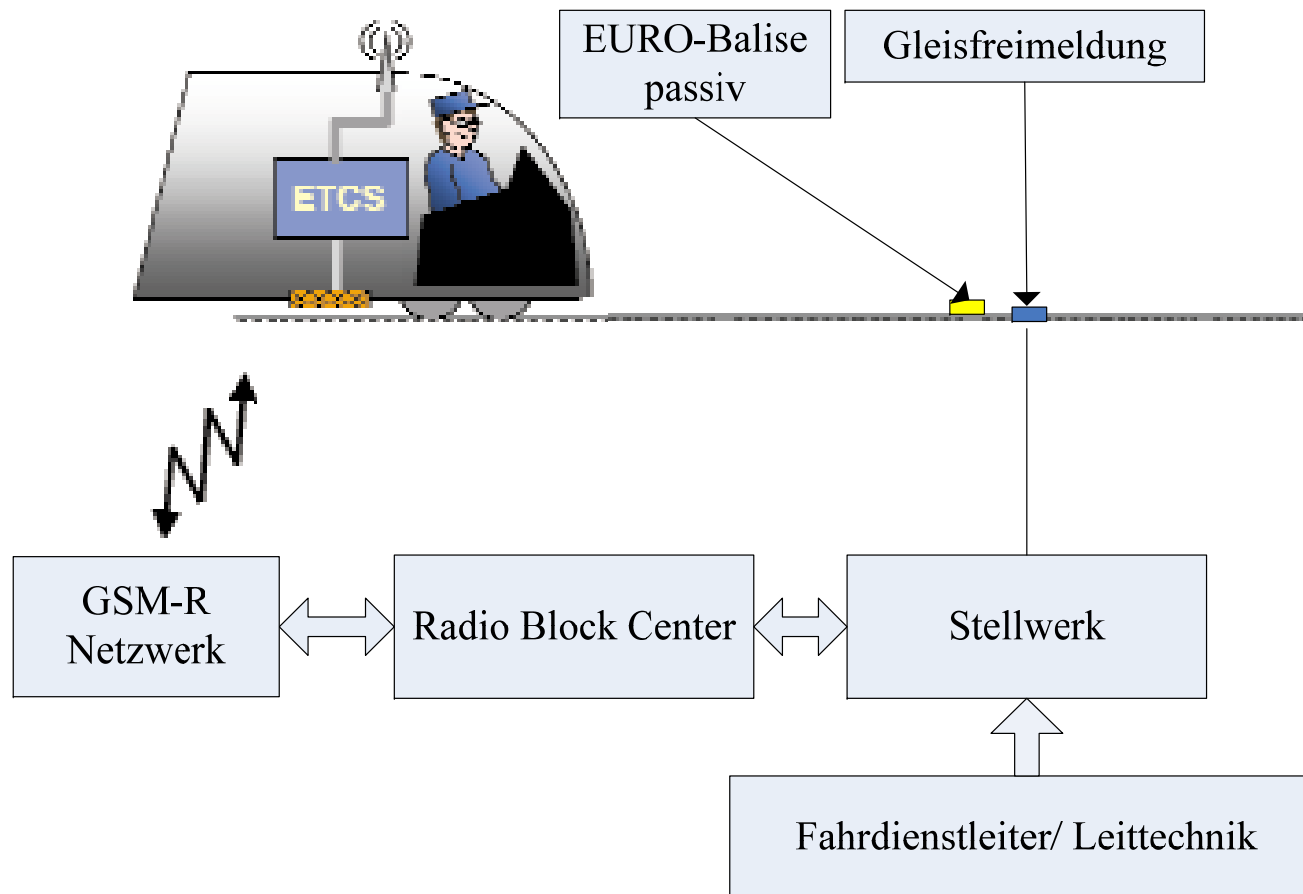 EURO-Balise
passiv
Gleisfreimeldung
ETCS
GSM-R
Netzwerk
Radio Block Center
Stellwerk
Fahrdienstleiter/ Leittechnik